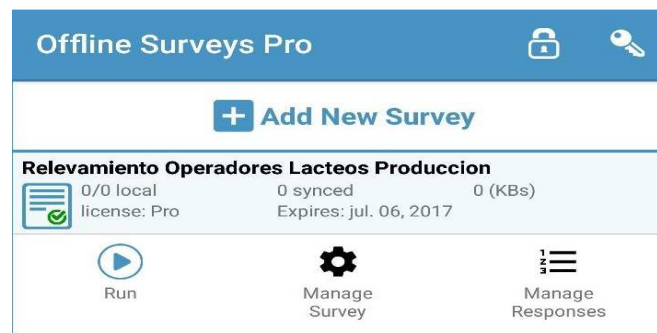 Offline Surveys Pro
Add New Survey
Relevamiento Operadores Lacteos Produccion
0/0 local 0 synced 0 (KBs)
license: Pro Expires: jul. 06, 2017
Run Manage Survey Manage Responses